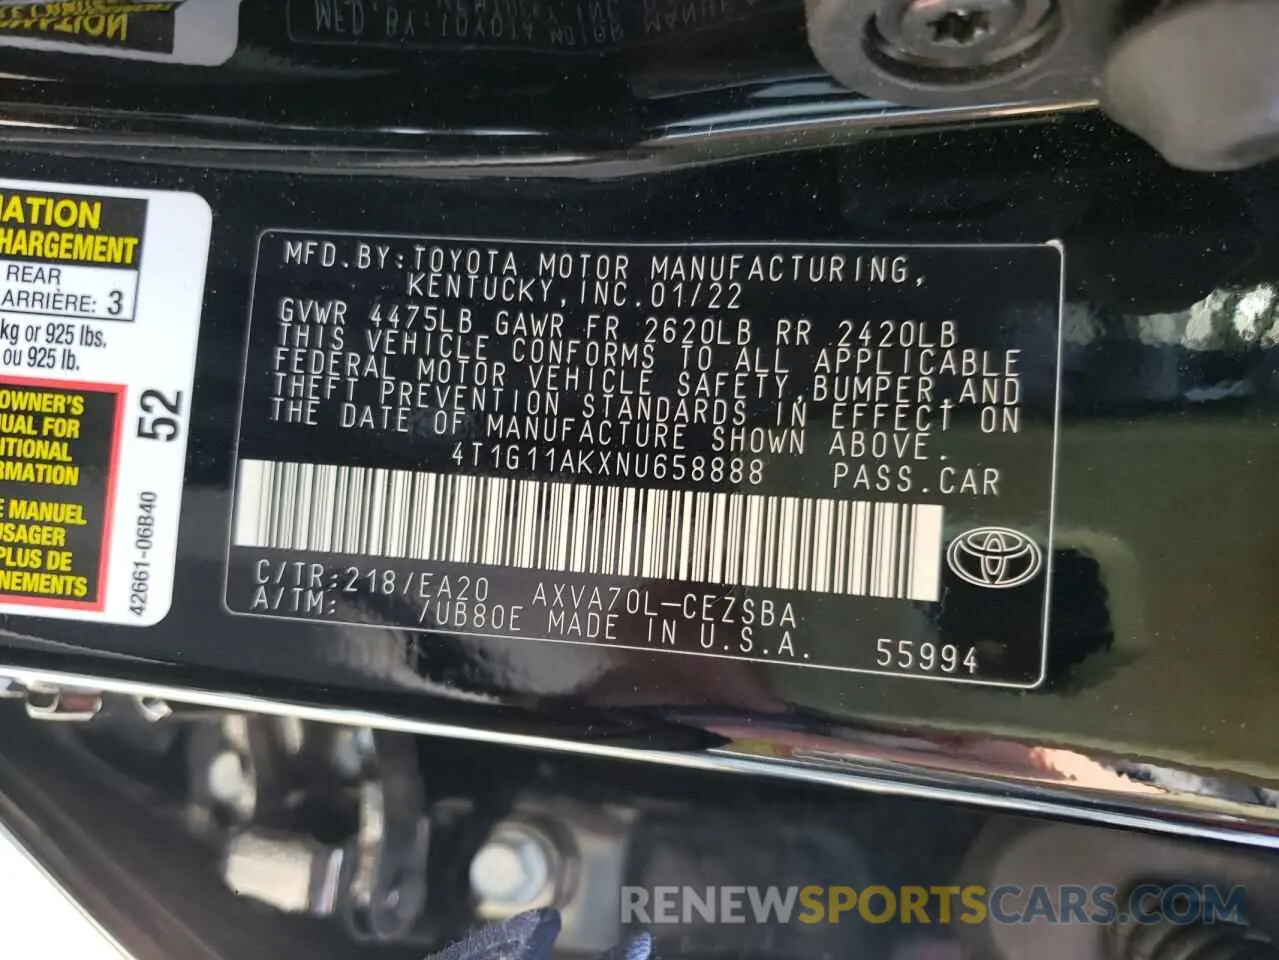 MATION
HARGEMENT
REAR
ARRIÈRE: 3
kg or 925 lbs.
ou 925 lb.
OWNER'S
UAL FOR
ITIONAL
RMATION
MANUEL
USAGER
PLUS DE
NEMENTS
52
42661-06B40
MFD.BY:TOYOTA MOTOR MANUFACTURING,
KENTUCKY,INC.01/22
GVWR 4475LB GAWR FR 2620LB RR 2420LB
THIS VEHICLE CONFORMS TO ALL APPLICABLE
FEDERAL MOTOR VEHICLE SAFETY,BUMPER,AND
THEFT PREVENTION STANDARDS IN EFFECT ON
THE DATE OF MANUFACTURE SHOWN ABOVE.
4T1G11AKXNU658888 PASS.CAR
C/TR:218/EA20 AXVA70L-CEZSBA
A/TM: /UB80E MADE IN U.S.A. 55994
RENEWSPORTSCARS.COM